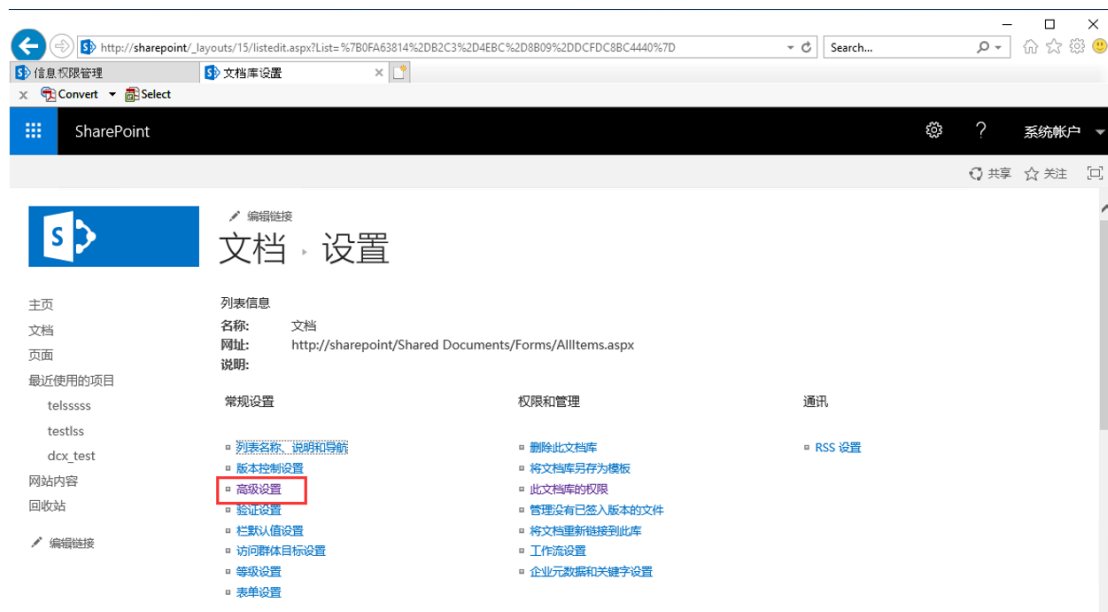 http://sharepoint/_layouts/15/listedit.aspx?List=%7B0FA63814%2DB2C3%2D4EBC%2D8B09%2DDCFDC8BC4440%7D
Search...
信息权限管理
文档库设置
x Convert Select
SharePoint
? 系统帐户
共享 关注
S
编辑链接
文档 设置
主页
文档
页面
最近使用的项目
telsssss
testlss
dcx_test
网站内容
回收站
编辑链接
列表信息
名称: 文档
网址: http://sharepoint/Shared Documents/Forms/AllItems.aspx
说明:
常规设置
列表名称、说明和导航
版本控制设置
高级设置
验证设置
栏默认值设置
访问群体目标设置
等级设置
表单设置
权限和管理
删除此文档库
将文档库另存为模板
此文档库的权限
管理没有已签入版本的文件
将文档重新链接到此库
工作流设置
企业元数据和关键字设置
通讯
RSS 设置